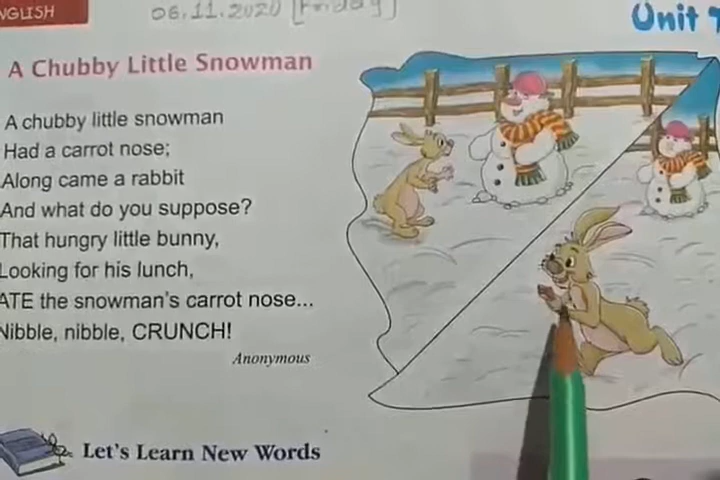 ENGLISH
06.11.2020 [Friday]
Unit
A Chubby Little Snowman
A chubby little snowman
Had a carrot nose;
Along came a rabbit
And what do you suppose?
That hungry little bunny,
Looking for his lunch,
ATE the snowman's carrot nose...
Nibble, nibble, CRUNCH!
Anonymous
Let's Learn New Words